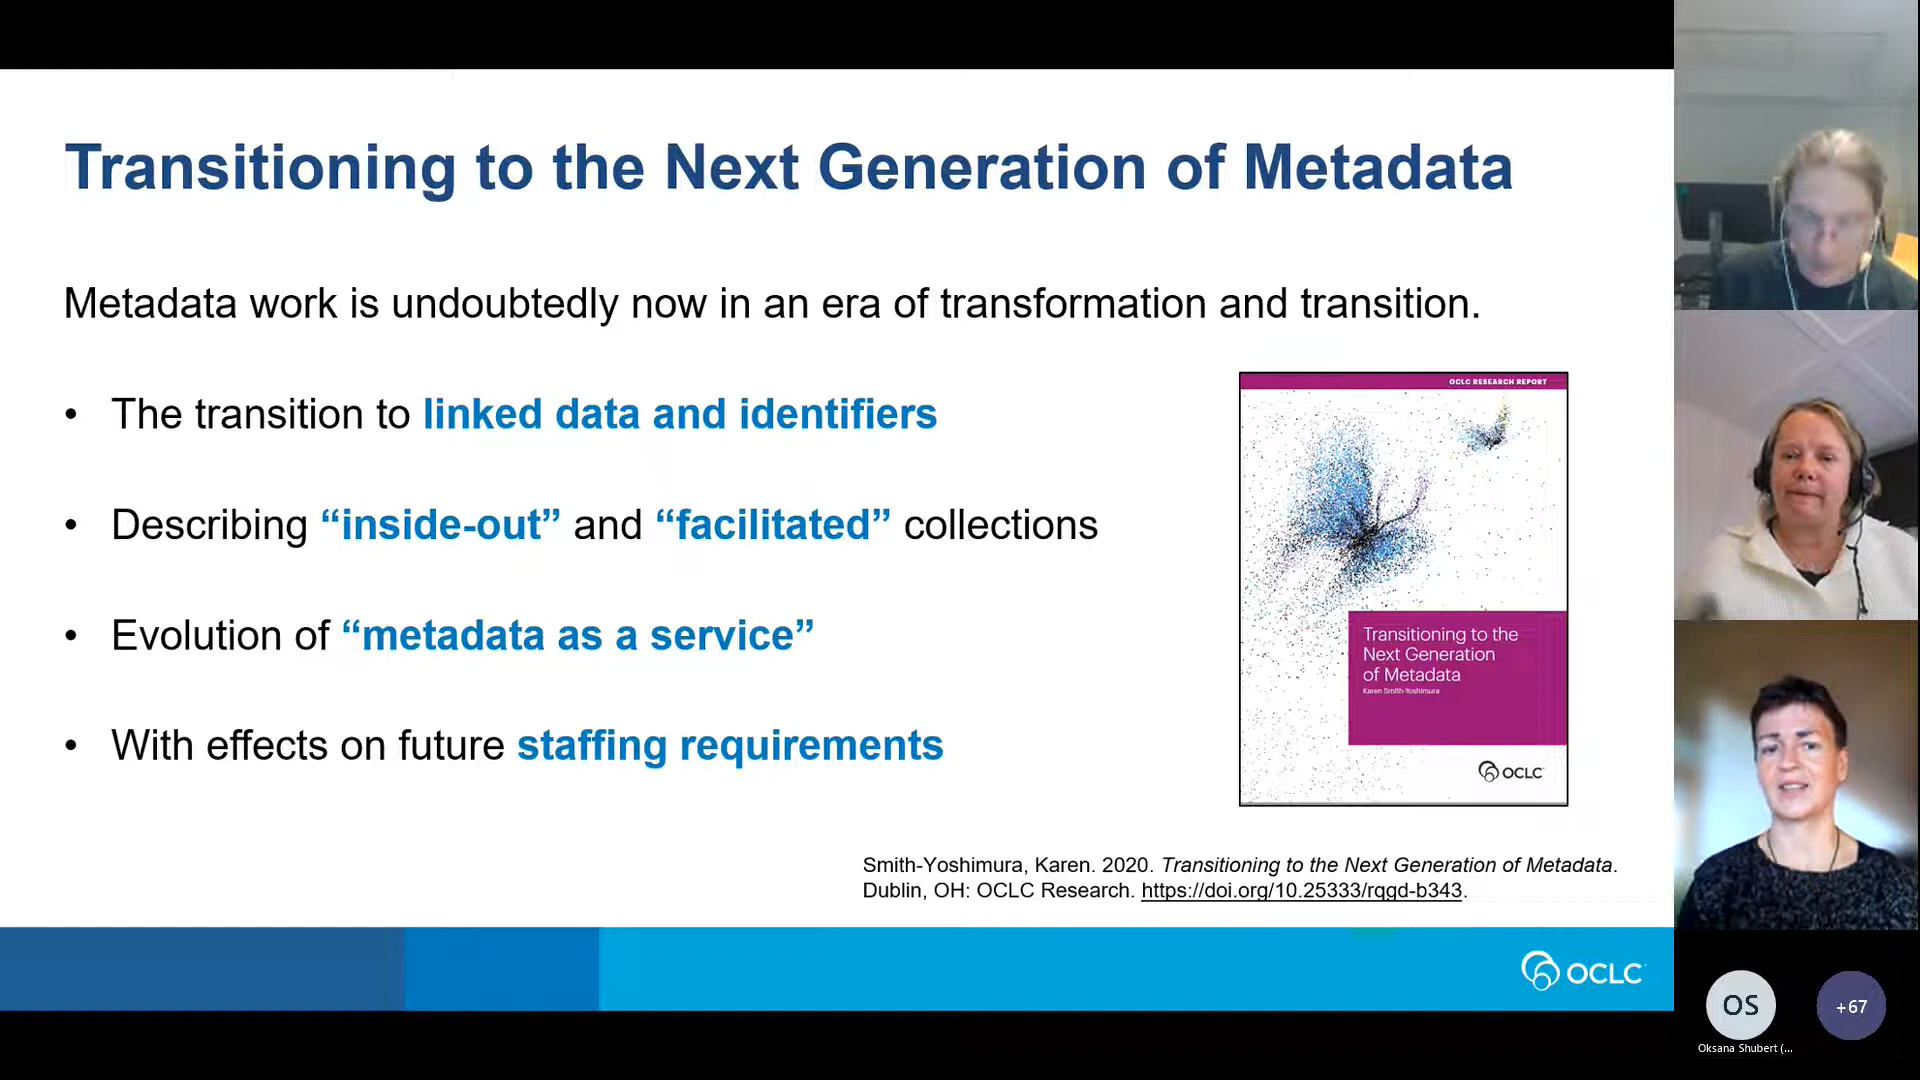 Transitioning to the Next Generation of Metadata
Metadata work is undoubtedly now in an era of transformation and transition.
• The transition to linked data and identifiers
• Describing “inside-out” and “facilitated” collections
• Evolution of “metadata as a service”
• With effects on future staffing requirements
OCLC RESEARCH REPORT
Transitioning to the
Next Generation
of Metadata
Karen Smith-Yoshimura
OCLC
Smith-Yoshimura, Karen. 2020. Transitioning to the Next Generation of Metadata.
Dublin, OH: OCLC Research. https://doi.org/10.25333/rqgd-b343.
OCLC
OS
+67
Oksana Shubert (...